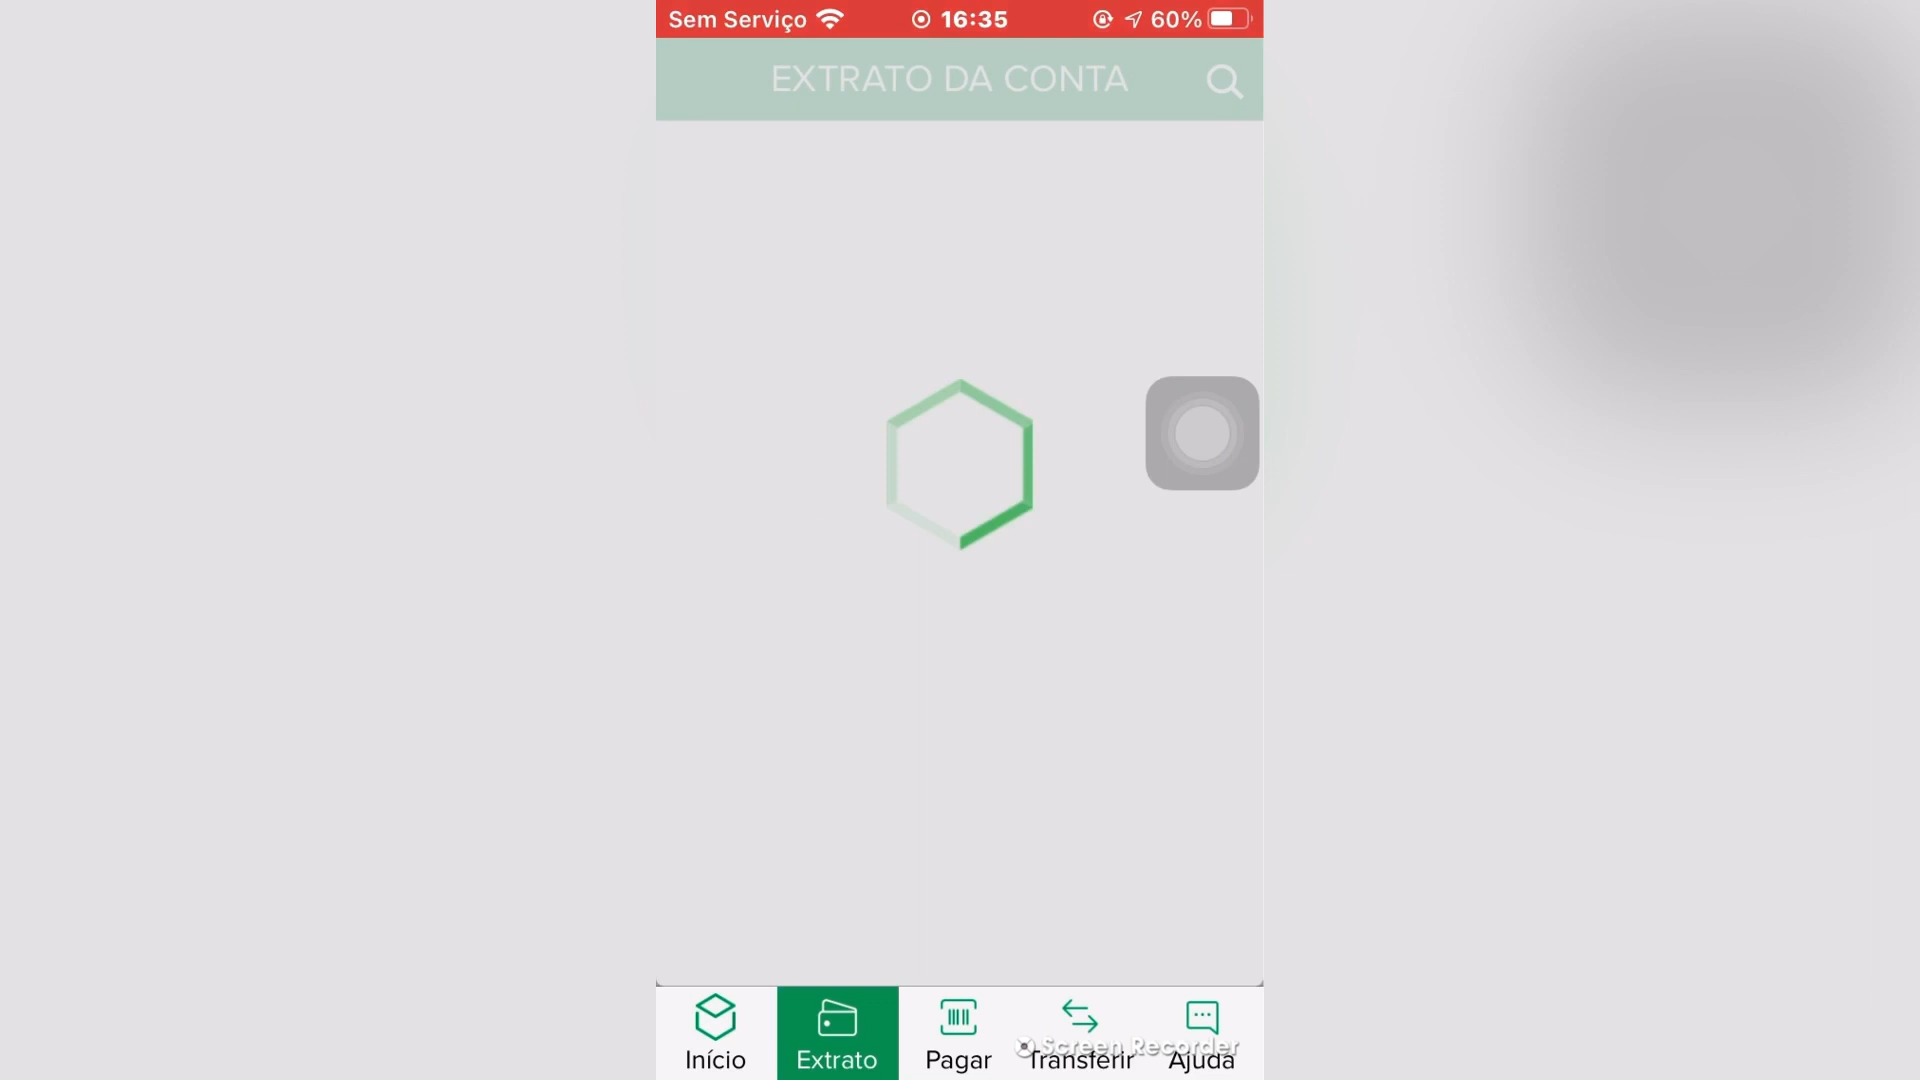 Sem Serviço 16:35 60%
EXTRATO DA CONTA
Início Extrato Pagar Transferir Ajuda
Screen Recorder